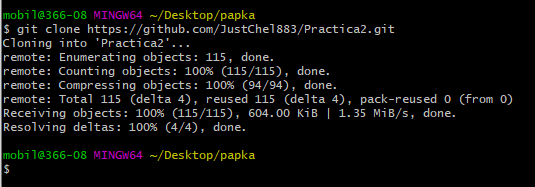 mobil@366-08 MINGW64 ~/Desktop/papka
$ git clone https://github.com/JustChel883/Practica2.git
Cloning into 'Practica2'...
remote: Enumerating objects: 115, done.
remote: Counting objects: 100% (115/115), done.
remote: Compressing objects: 100% (94/94), done.
remote: Total 115 (delta 4), reused 115 (delta 4), pack-reused 0 (from 0)
Receiving objects: 100% (115/115), 604.00 KiB | 1.35 MiB/s, done.
Resolving deltas: 100% (4/4), done.
mobil@366-08 MINGW64 ~/Desktop/papka
$